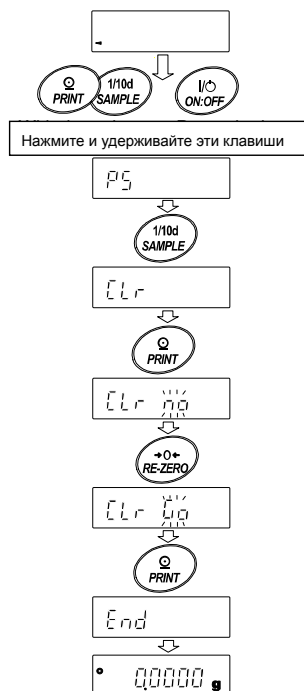 PRINT
1/10d
SAMPLE
I/
ON:OFF
Нажмите и удерживайте эти клавиши
PS
1/10d
SAMPLE
CLr
PRINT
CLr no
→0←
RE-ZERO
CLr Go
PRINT
End
0.0000 g